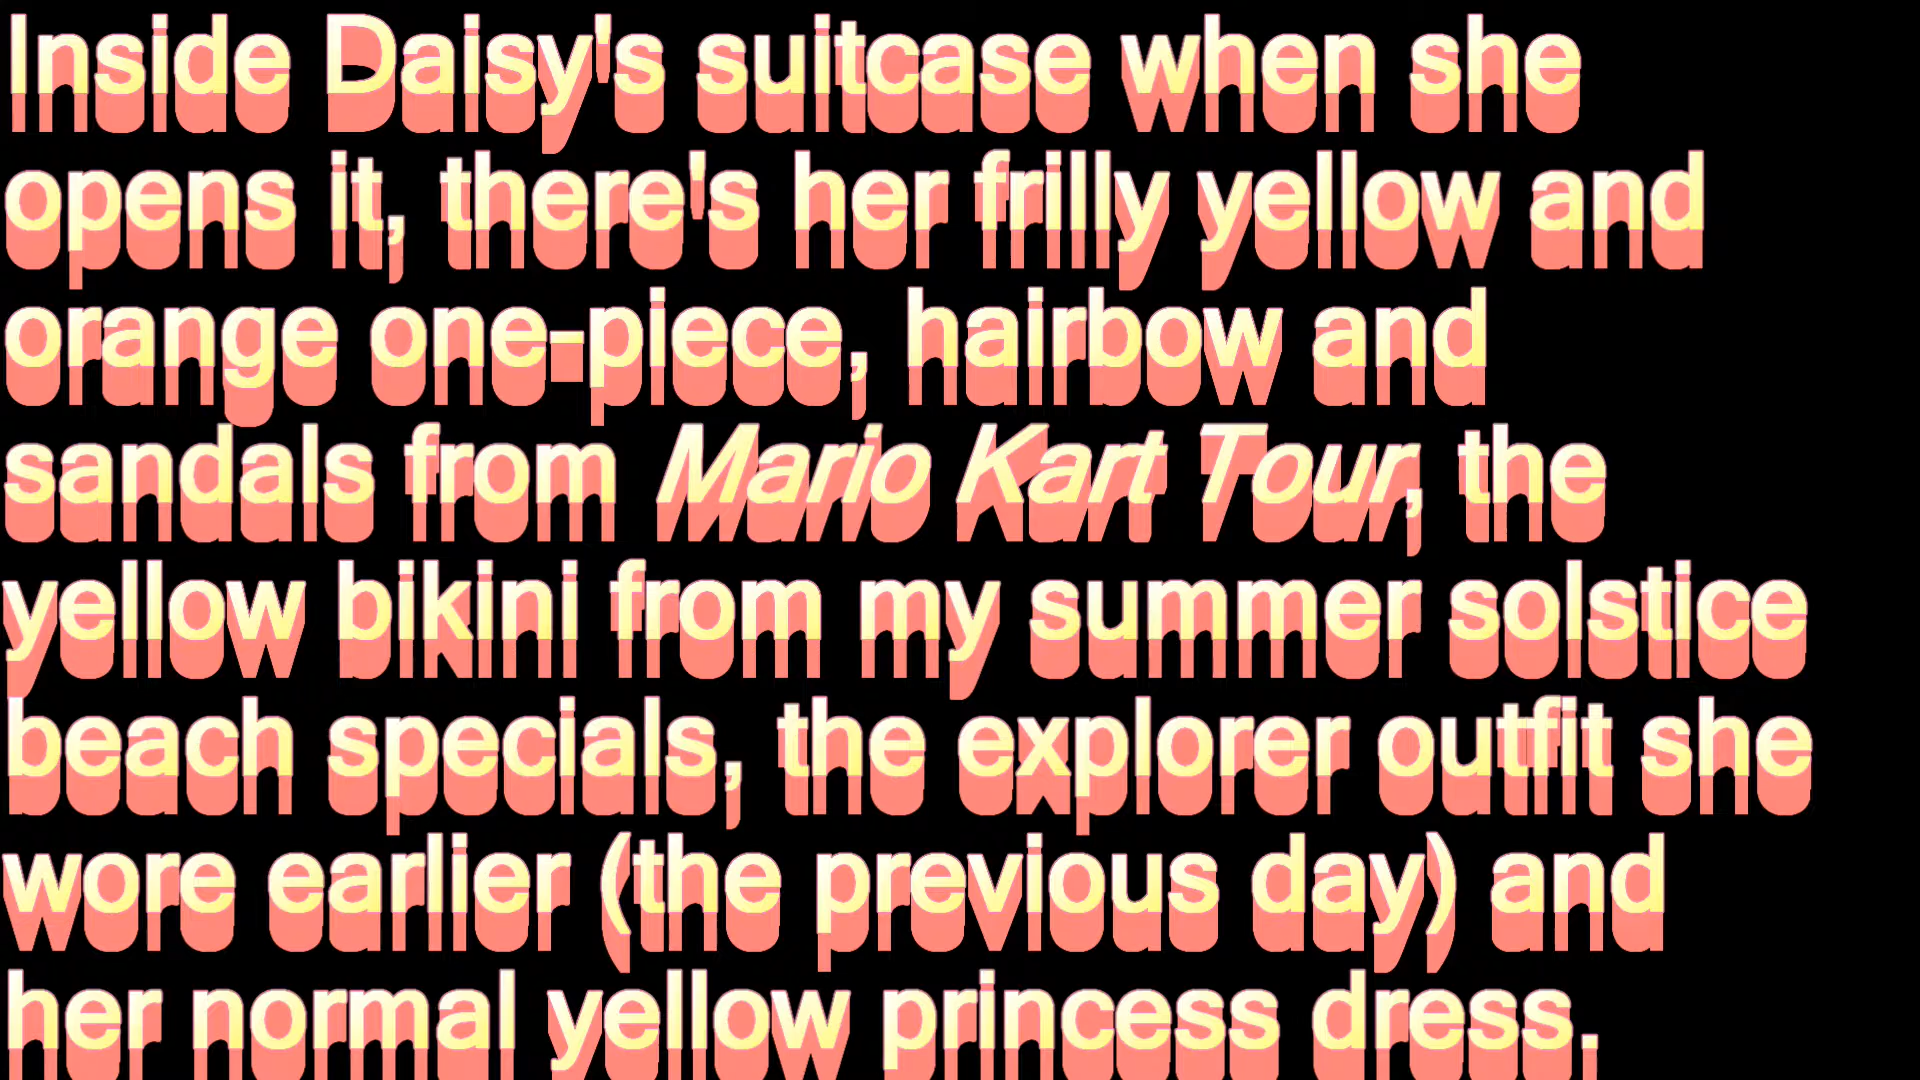 Inside Daisy's suitcase when she
opens it, there's her frilly yellow and
orange one-piece, hairbow and
sandals from Mario Kart Tour, the
yellow bikini from my summer solstice
beach specials, the explorer outfit she
wore earlier (the previous day) and
her normal yellow princess dress.